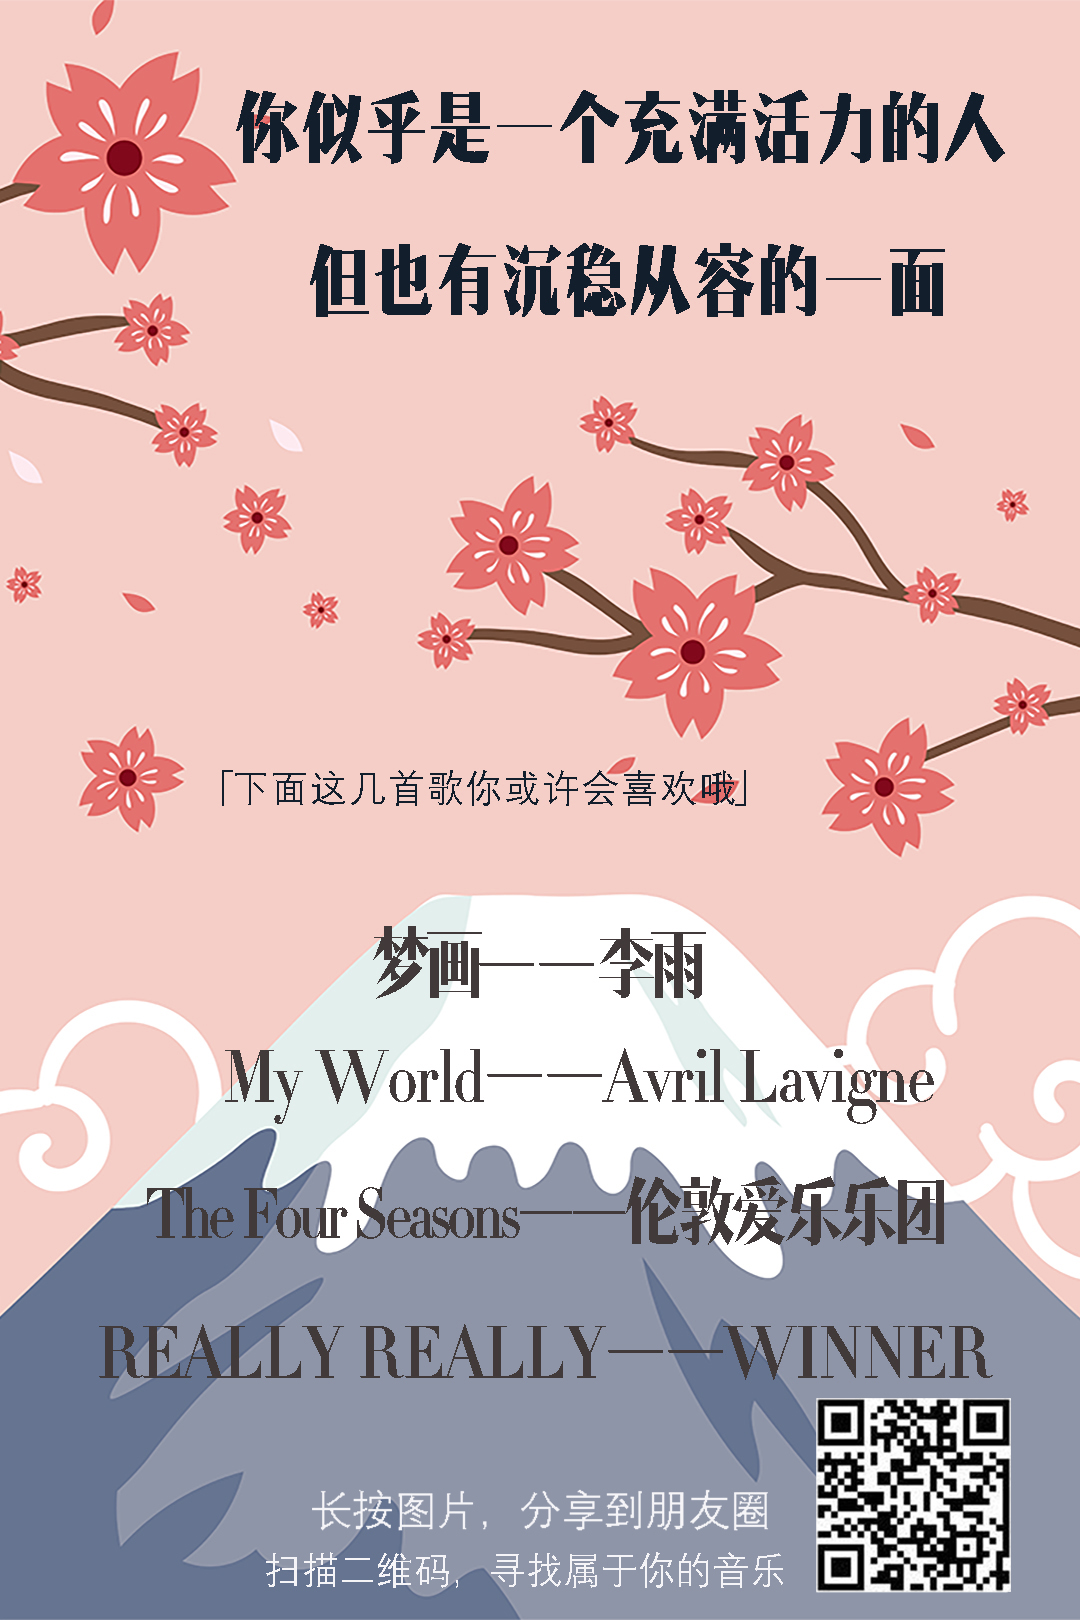 你似乎是一个充满活力的人
但也有沉稳从容的一面
「下面这几首歌你或许会喜欢哦」
梦画——李雨
My World——Avril Lavigne
The Four Seasons——伦敦爱乐乐团
REALLY REALLY——WINNER
长按图片，分享到朋友圈
扫描二维码，寻找属于你的音乐